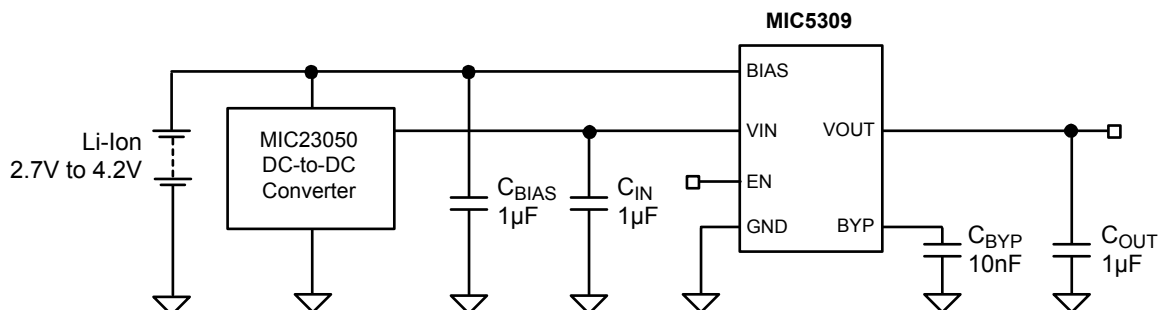 MIC5309
BIAS
Li-Ion
2.7V to 4.2V
MIC23050
DC-to-DC
Converter
VIN
VOUT
EN
CBIAS
1µF
CIN
1µF
GND
BYP
CBYP
10nF
COUT
1µF